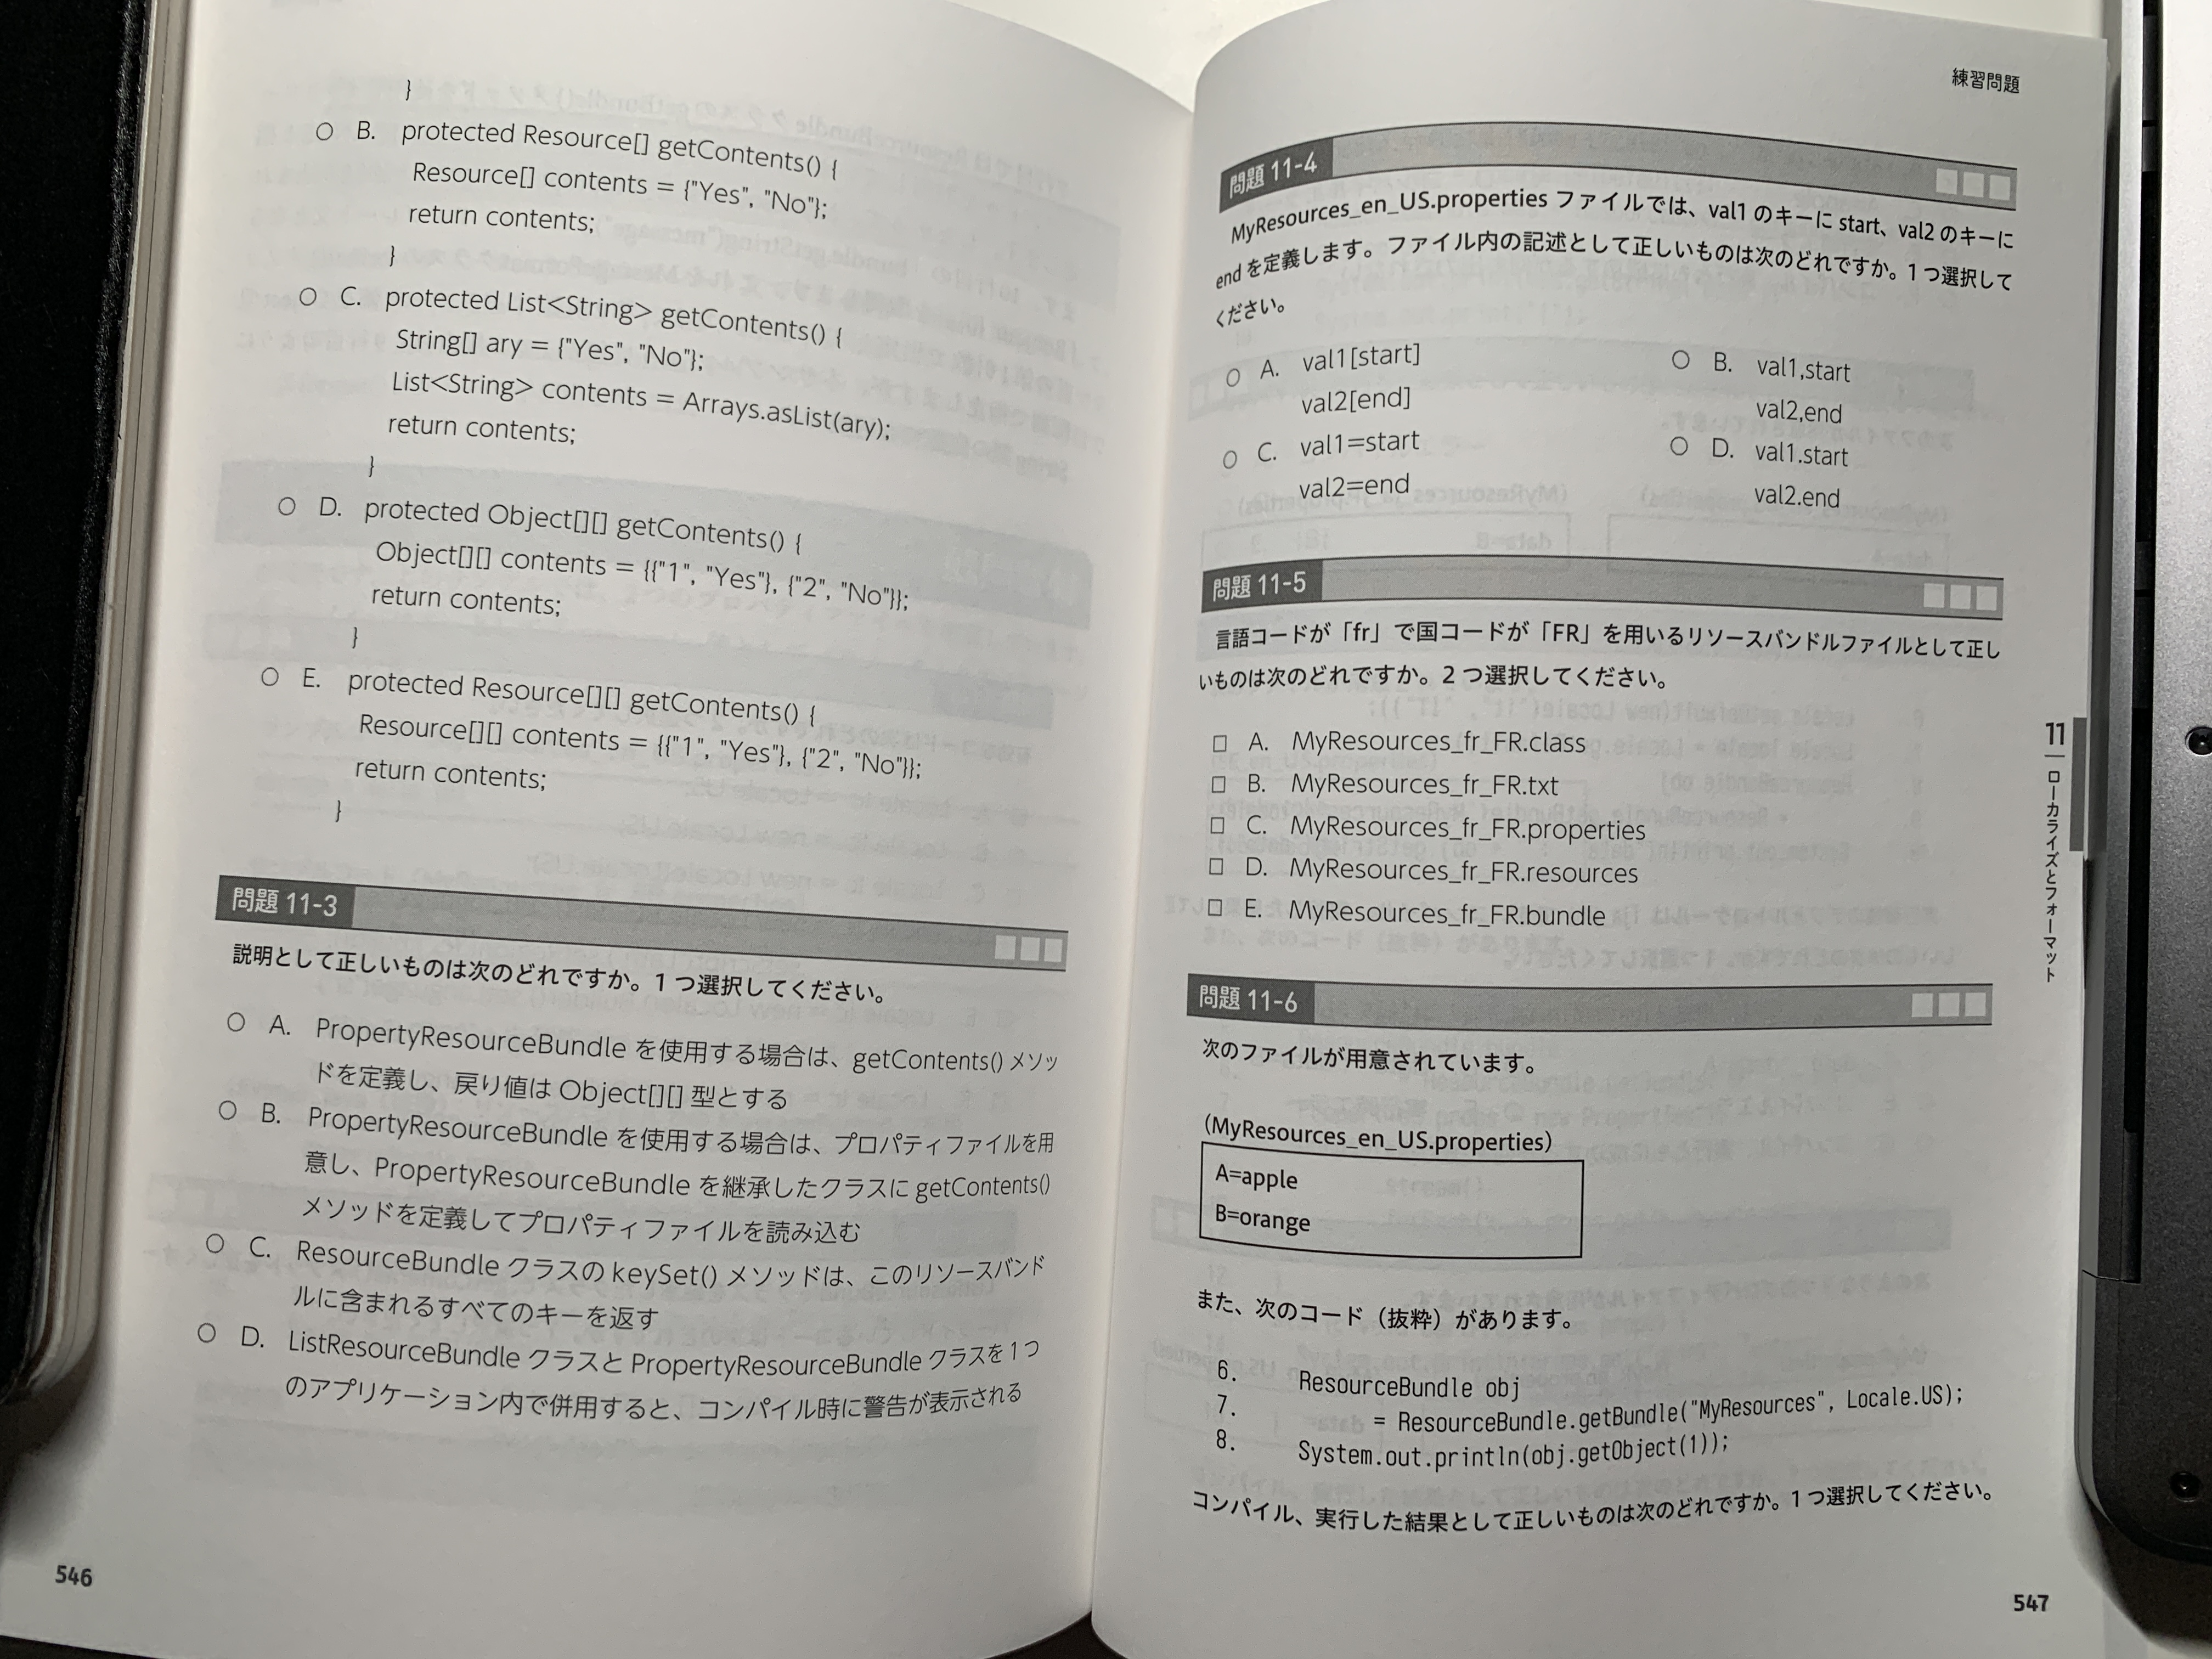 }
○ B. protected Resource[] getContents() {
Resource[] contents = {"Yes", "No"};
return contents;
}
○ C. protected List<String> getContents() {
String[] ary = {"Yes", "No"};
List<String> contents = Arrays.asList(ary);
return contents;
}
○ D. protected Object[][] getContents() {
Object[][] contents = {{"1", "Yes"}, {"2", "No"}};
return contents;
}
○ E. protected Resource[][] getContents() {
Resource[][] contents = {{"1", "Yes"}, {"2", "No"}};
return contents;
}
問題 11-3
説明として正しいものは次のどれですか。1 つ選択してください。
○ A. PropertyResourceBundle を使用する場合は、getContents() メソッ
ドを定義し、戻り値は Object[][] 型とする
○ B. PropertyResourceBundle を使用する場合は、プロパティファイルを用
意し、PropertyResourceBundle を継承したクラスに getContents()
メソッドを定義してプロパティファイルを読み込む
○ C. ResourceBundle クラスの keySet() メソッドは、このリソースバンド
ルに含まれるすべてのキーを返す
○ D. ListResourceBundle クラスと PropertyResourceBundle クラスを 1 つ
のアプリケーション内で併用すると、コンパイル時に警告が表示される
546
練習問題
問題 11-4
MyResources_en_US.properties ファイルでは、val1 のキーに start、val2 のキーに
end を定義します。ファイル内の記述として正しいものは次のどれですか。1 つ選択して
ください。
○ A. val1[start]
val2[end]
○ B. val1,start
val2,end
○ C. val1=start
val2=end
○ D. val1.start
val2.end
問題 11-5
言語コードが「fr」で国コードが「FR」を用いるリソースバンドルファイルとして正し
いものは次のどれですか。2 つ選択してください。
□ A. MyResources_fr_FR.class
□ B. MyResources_fr_FR.txt
□ C. MyResources_fr_FR.properties
□ D. MyResources_fr_FR.resources
□ E. MyResources_fr_FR.bundle
問題 11-6
次のファイルが用意されています。
(MyResources_en_US.properties)
A=apple
B=orange
また、次のコード（抜粋）があります。
6. ResourceBundle obj
7. = ResourceBundle.getBundle("MyResources", Locale.US);
8. System.out.println(obj.getObject(1));
コンパイル、実行した結果として正しいものは次のどれですか。1 つ選択してください。
11
ローカライズとフォーマット
547